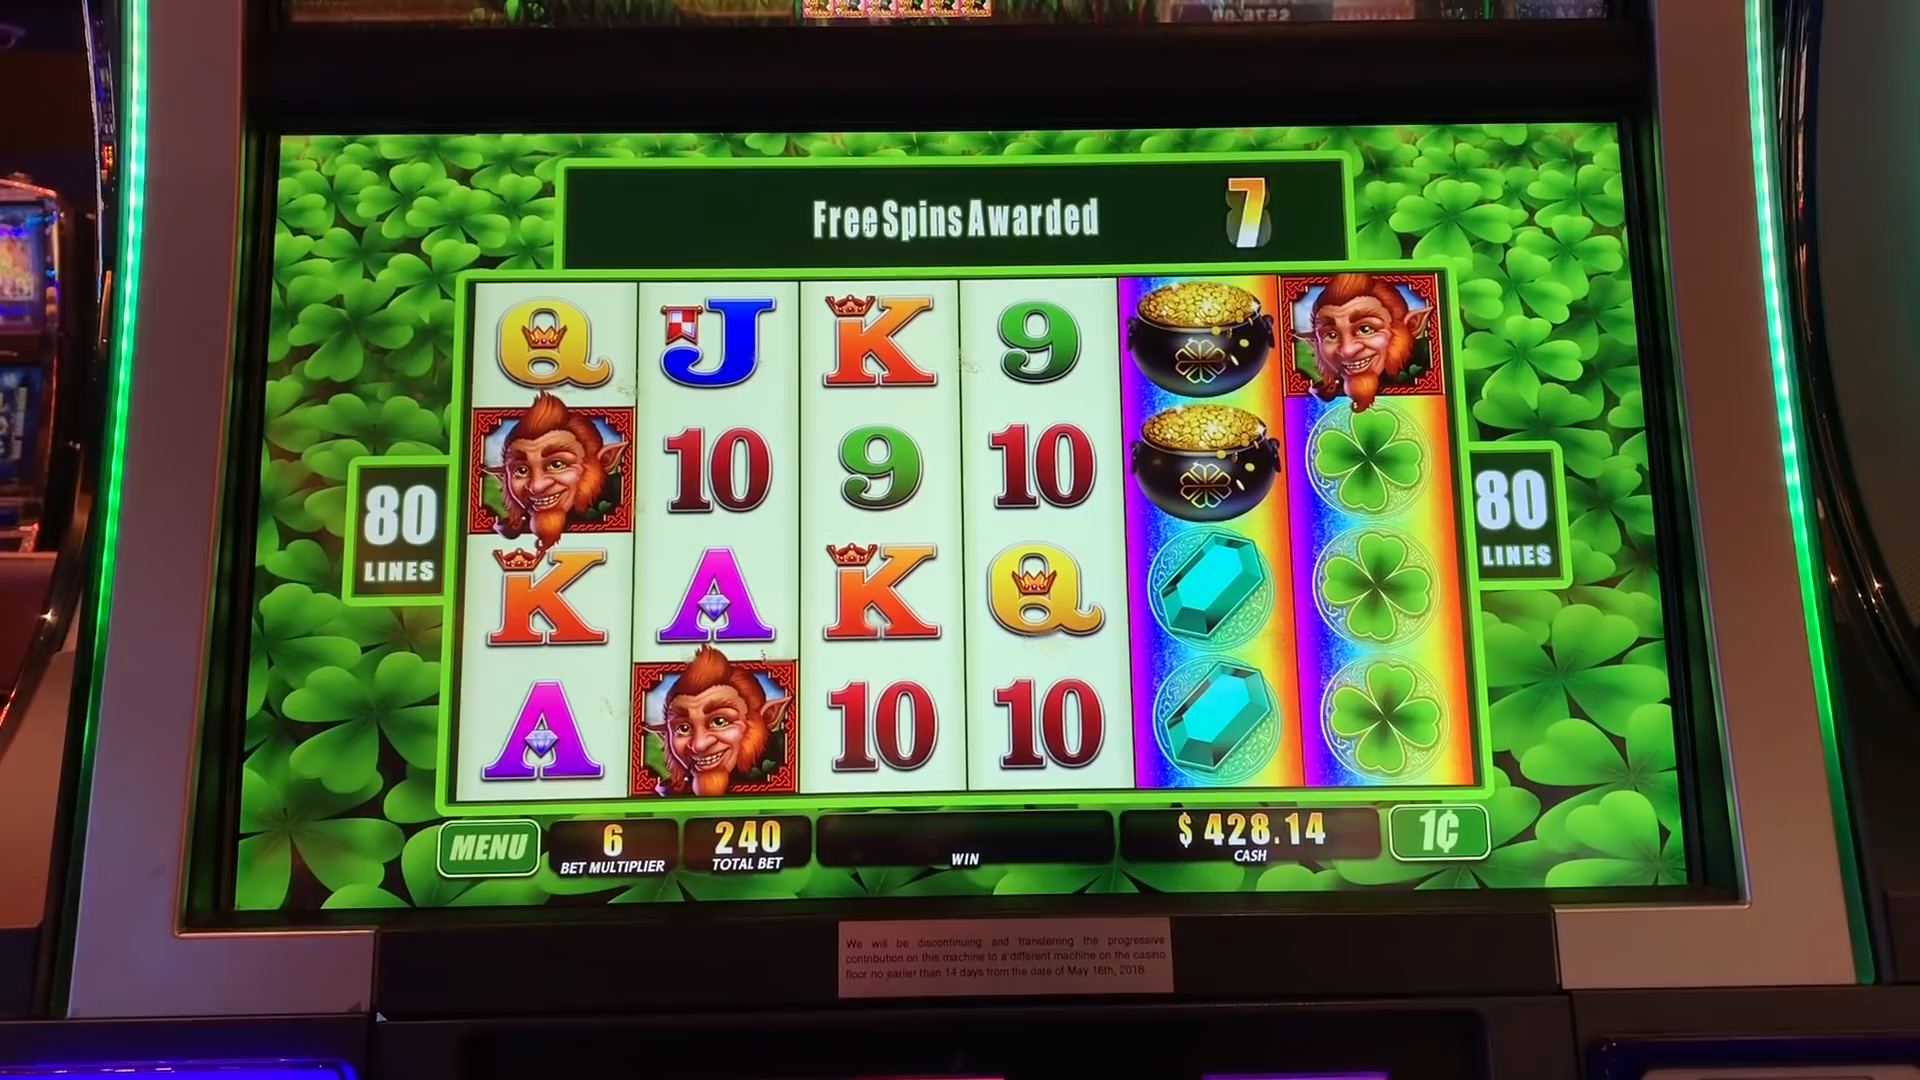 Free Spins Awarded 7
Q J K 9
10 9 10
K A K Q
A 10 10
80 LINES
80 LINES
MENU
6
BET MULTIPLIER
240
TOTAL BET
WIN
$ 428.14
CASH
1¢
We will be discontinuing and transferring the progressive
contribution on this machine to a different machine on the casino
floor no earlier than 14 days from the date of May 16th, 2018.